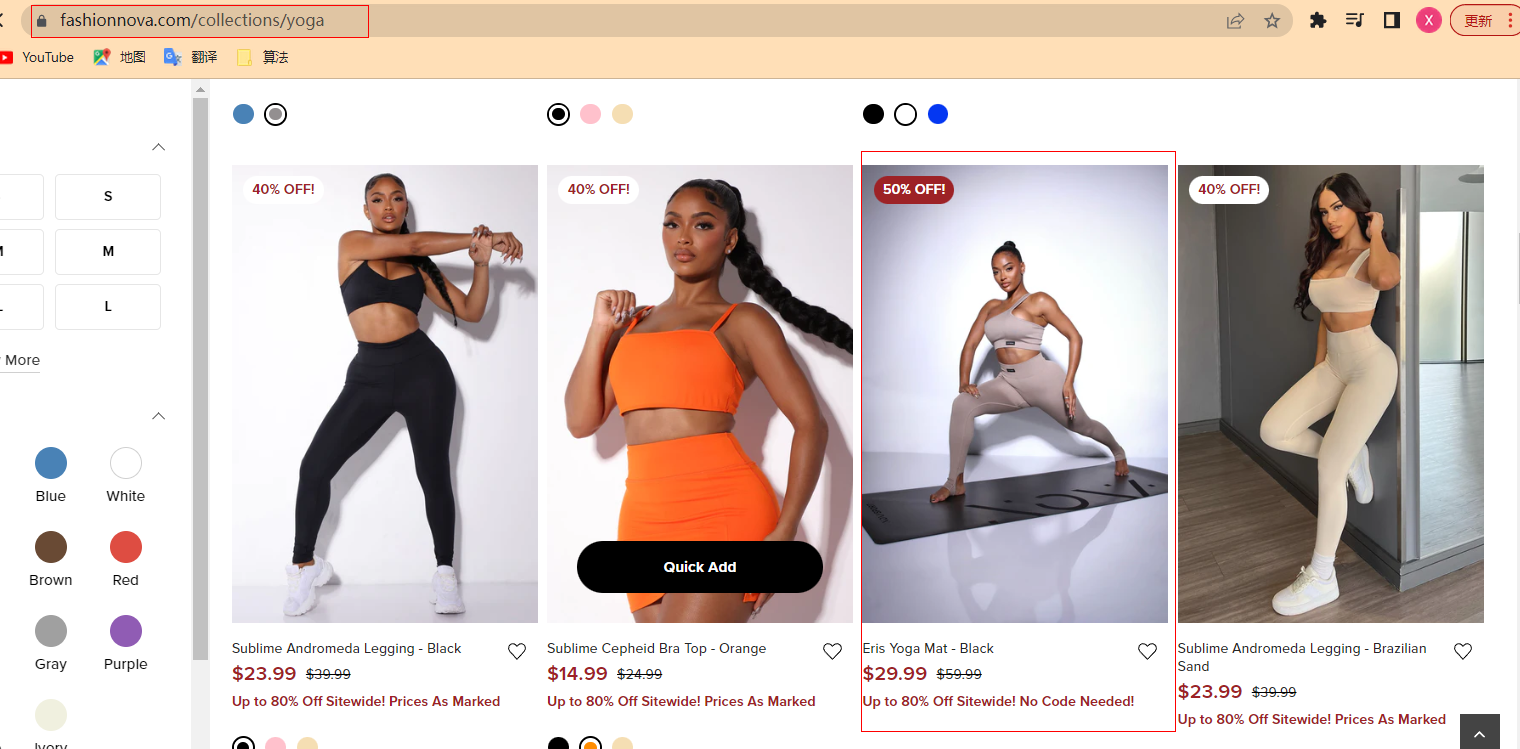 fashionnova.com/collections/yoga
更新
X
YouTube
地图
翻译
算法
S
M
L
More
Blue
White
Brown
Red
Gray
Purple
Ivory
40% OFF!
40% OFF!
50% OFF!
40% OFF!
Quick Add
Sublime Andromeda Legging - Black
$23.99 $39.99
Up to 80% Off Sitewide! Prices As Marked
Sublime Cepheid Bra Top - Orange
$14.99 $24.99
Up to 80% Off Sitewide! Prices As Marked
Eris Yoga Mat - Black
$29.99 $59.99
Up to 80% Off Sitewide! No Code Needed!
Sublime Andromeda Legging - Brazilian
Sand
$23.99 $39.99
Up to 80% Off Sitewide! Prices As Marked